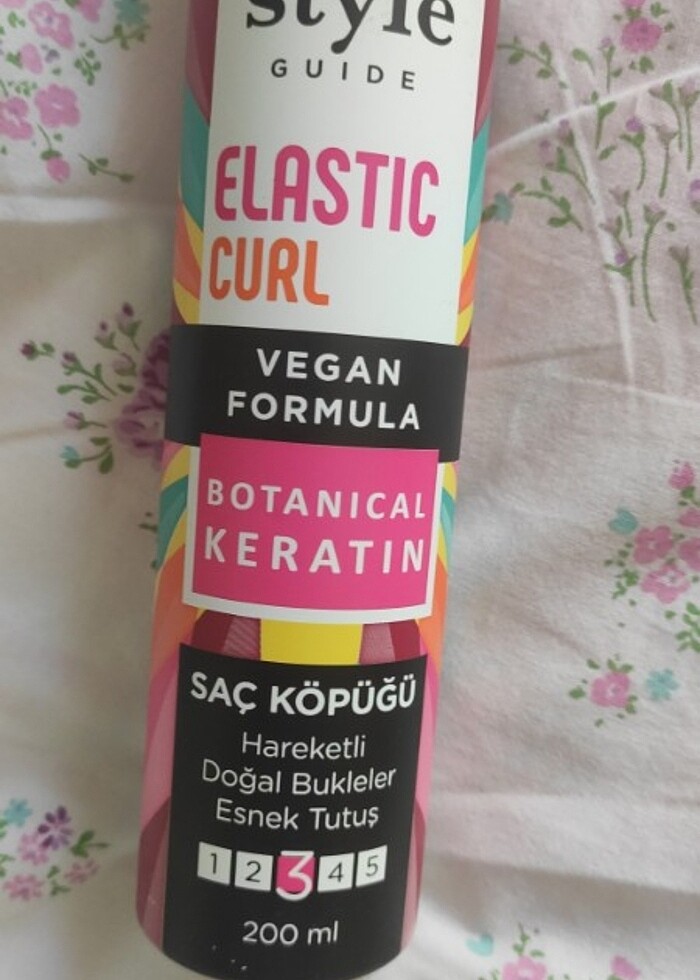 style
GUIDE
ELASTIC
CURL
VEGAN
FORMULA
BOTANICAL
KERATIN
SAÇ KÖPÜĞÜ
Hareketli
Doğal Bukleler
Esnek Tutuş
1 2 3 4 5
200 ml